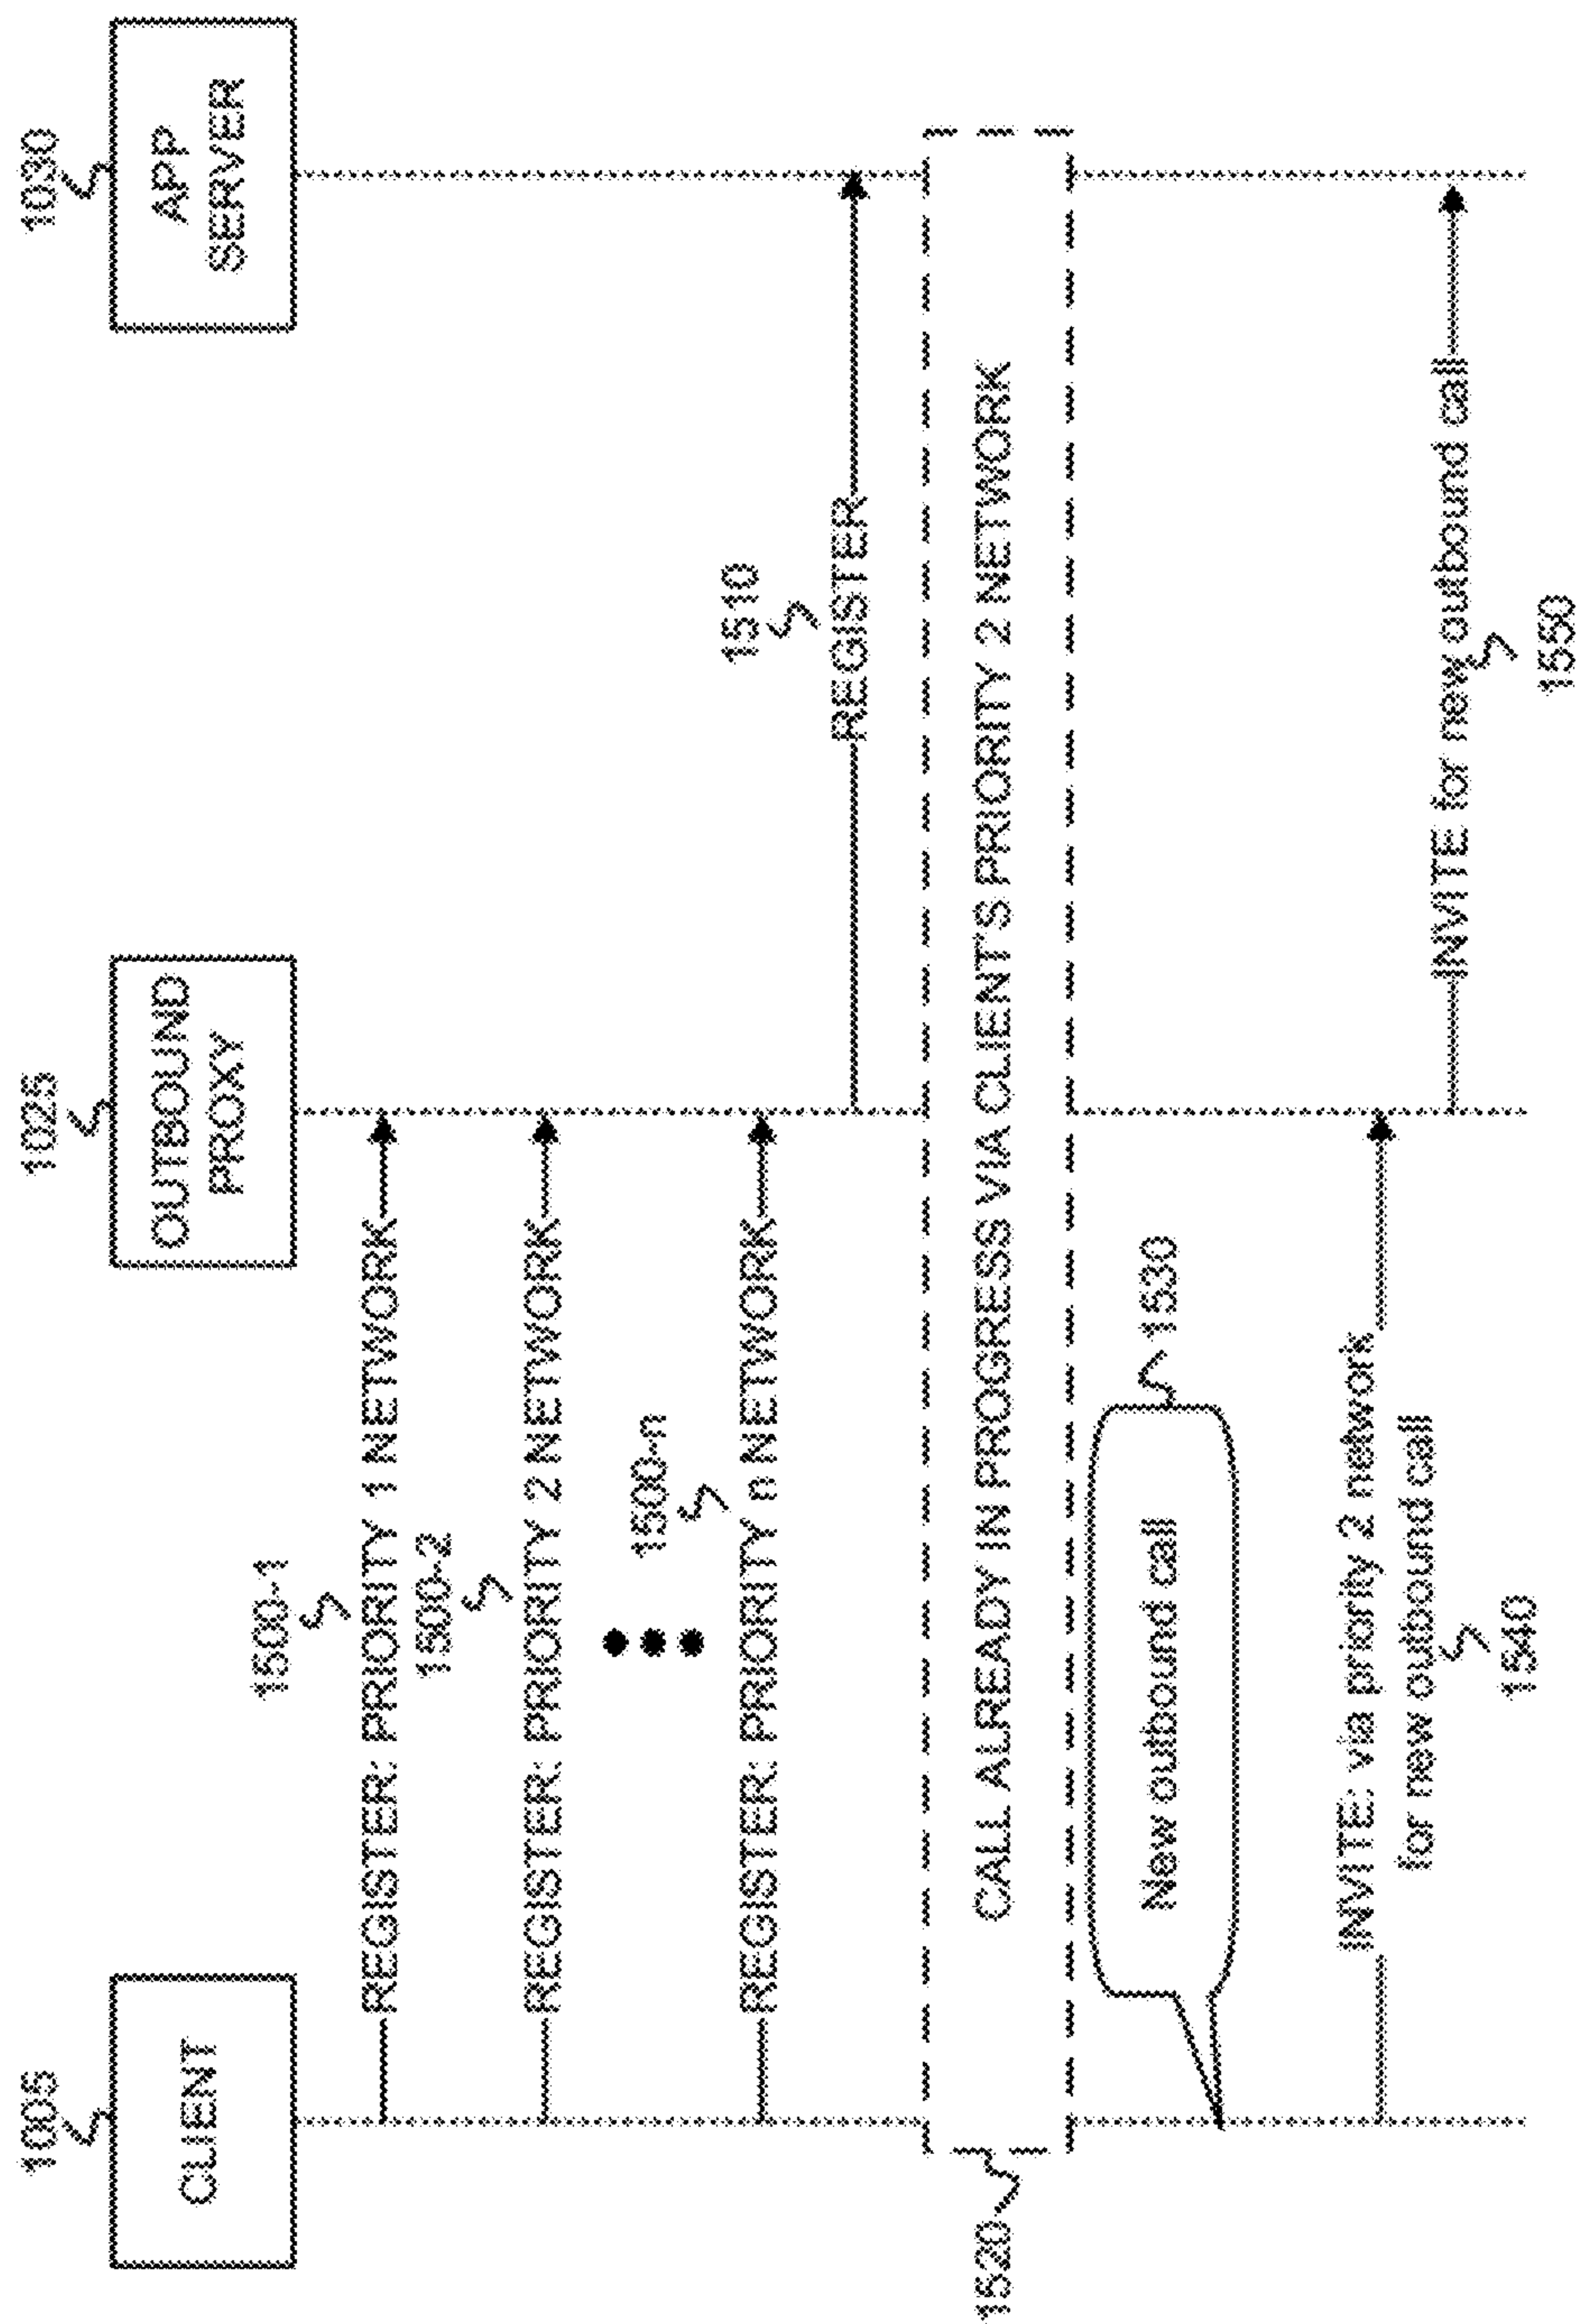 1005
1025
1030
CLIENT
OUTBOUND
PROXY
APP
SERVER
1500-1
REGISTER: PRIORITY 1 NETWORK
1500-2
REGISTER: PRIORITY 2 NETWORK
1500-n
REGISTER: PRIORITY n NETWORK
1510
REGISTER
1520
CALL ALREADY IN PROGRESS VIA CLIENT'S PRIORITY 2 NETWORK
New outbound call
1530
INVITE: via priority 2 network
for new outbound call
1540
INVITE for new outbound call
1550